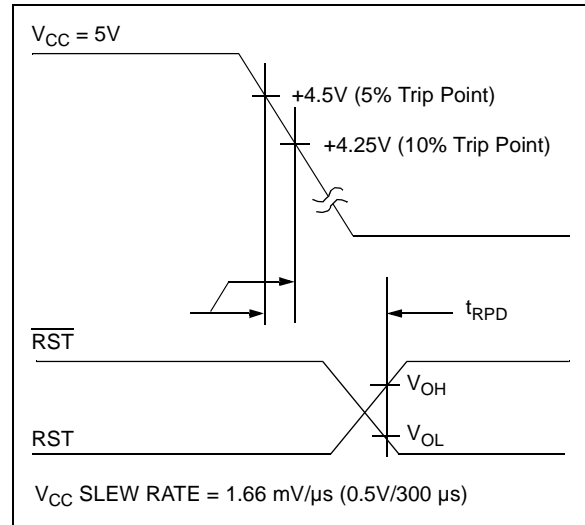 V_CC = 5V
+4.5V (5% Trip Point)
+4.25V (10% Trip Point)
t_RPD
R̅S̅T̅
V_OH
RST
V_OL
V_CC SLEW RATE = 1.66 mV/µs (0.5V/300 µs)